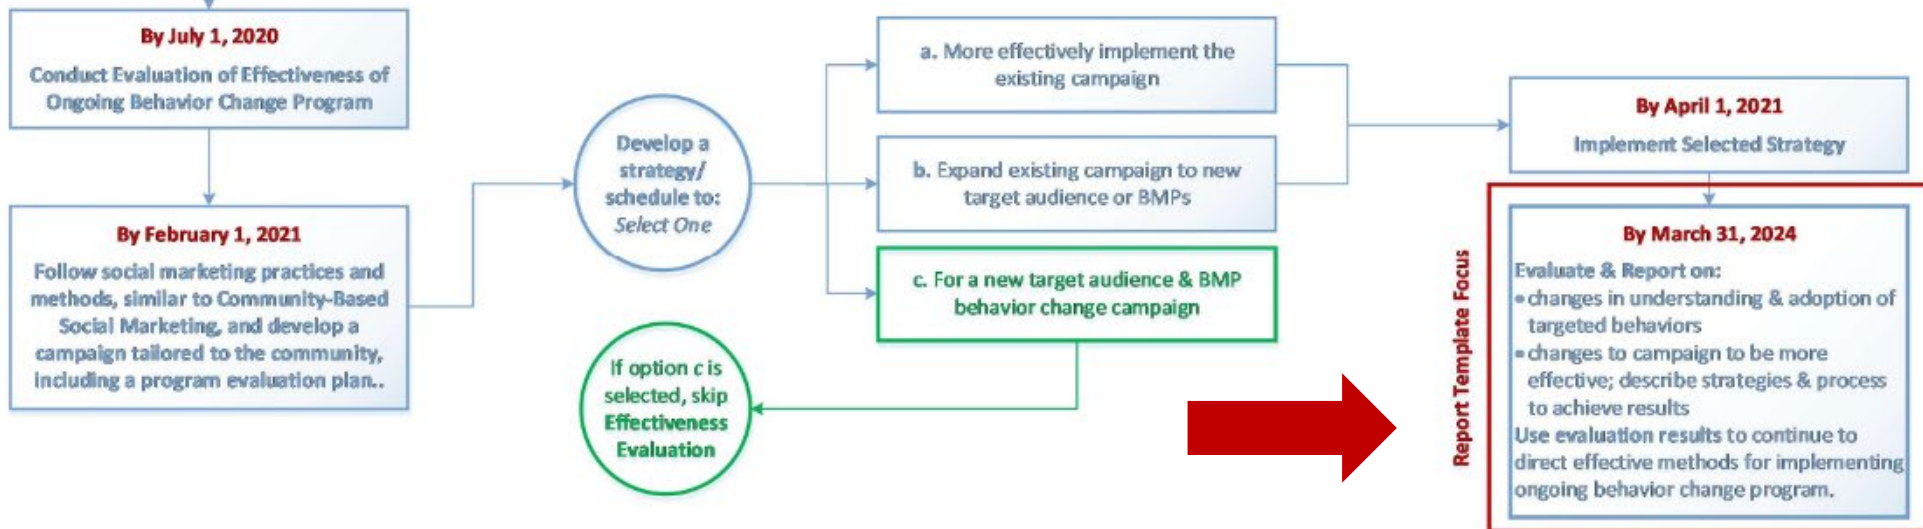 By July 1, 2020
Conduct Evaluation of Effectiveness of
Ongoing Behavior Change Program
By February 1, 2021
Follow social marketing practices and
methods, similar to Community-Based
Social Marketing, and develop a
campaign tailored to the community,
including a program evaluation plan..
Develop a
strategy/
schedule to:
Select One
a. More effectively implement the
existing campaign
b. Expand existing campaign to new
target audience or BMPs
c. For a new target audience & BMP
behavior change campaign
If option c is
selected, skip
Effectiveness
Evaluation
By April 1, 2021
Implement Selected Strategy
Report Template Focus
By March 31, 2024
Evaluate & Report on:
• changes in understanding & adoption of
targeted behaviors
• changes to campaign to be more
effective; describe strategies & process
to achieve results
Use evaluation results to continue to
direct effective methods for implementing
ongoing behavior change program.